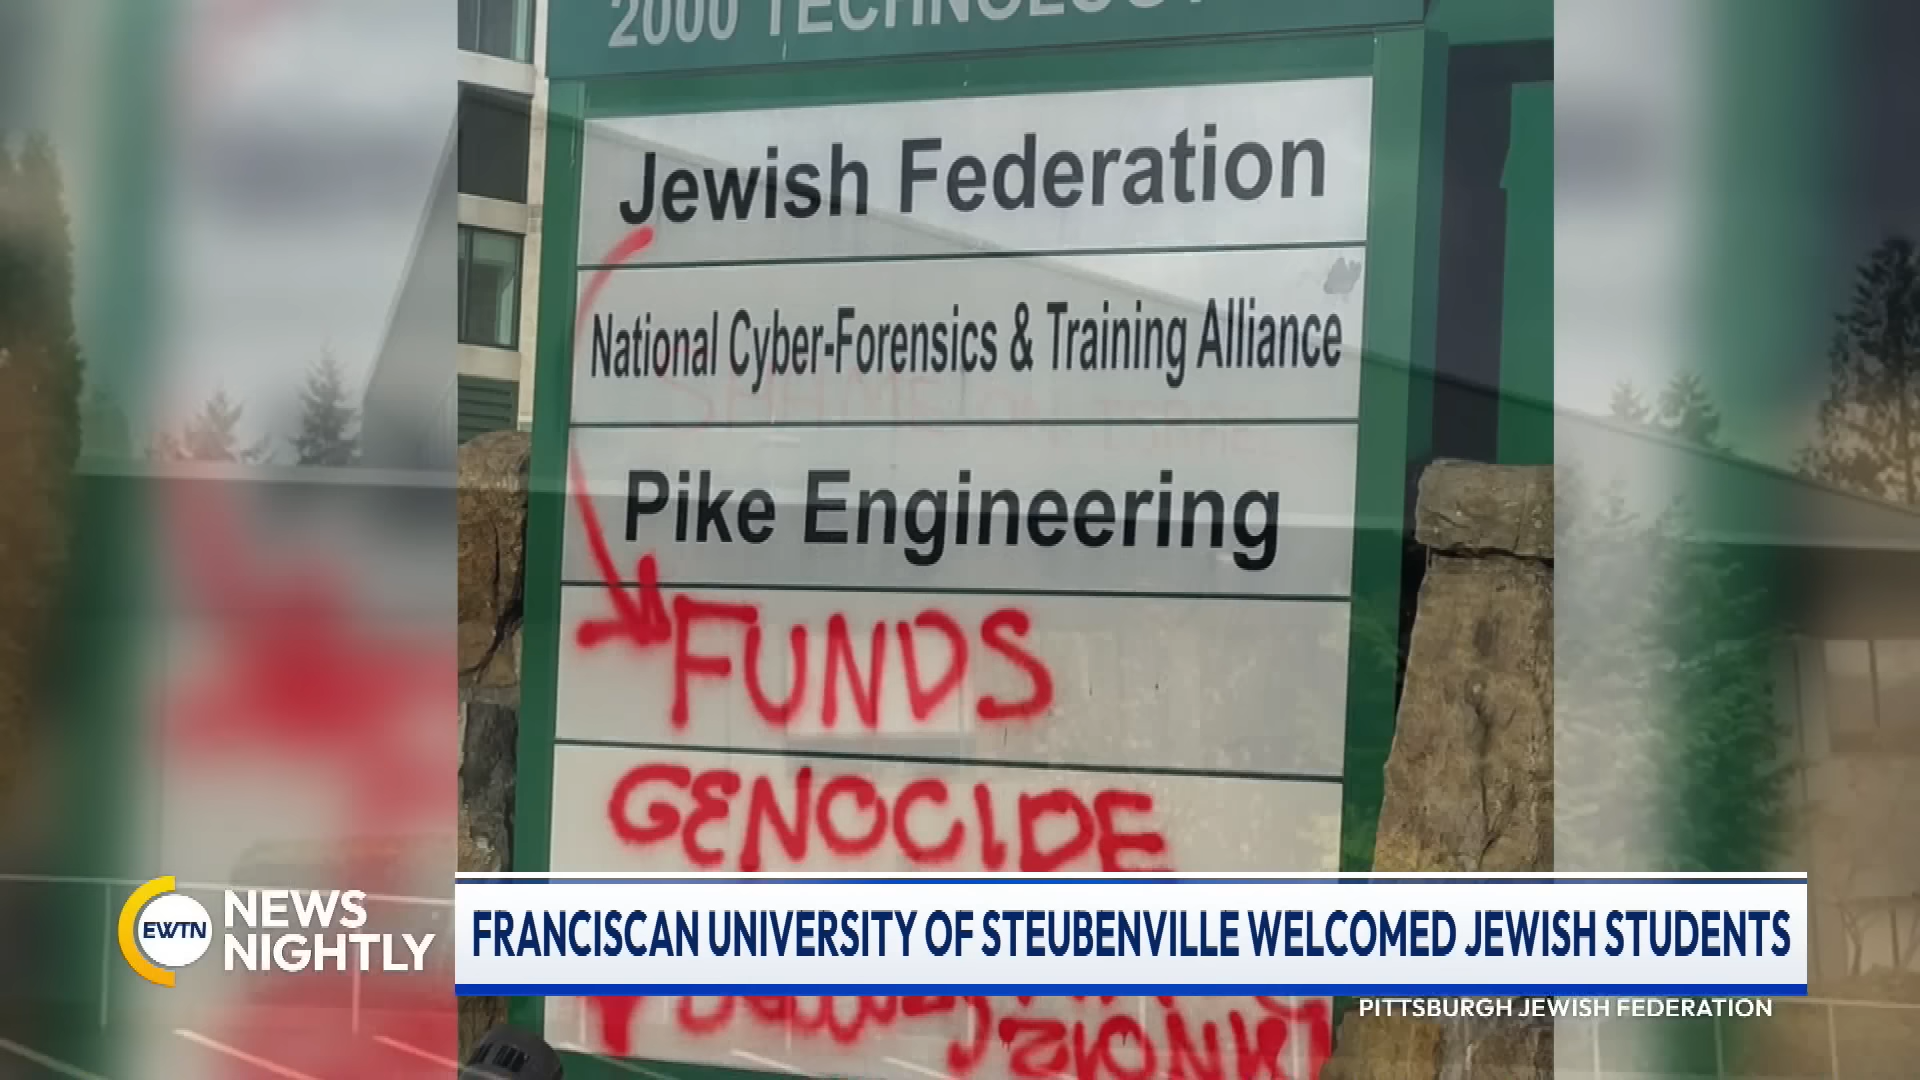 2000 TECHNOLOGY
Jewish Federation
National Cyber-Forensics & Training Alliance
Pike Engineering
FUNDS
GENOCIDE
EWTN
NEWS
NIGHTLY
FRANCISCAN UNIVERSITY OF STEUBENVILLE WELCOMED JEWISH STUDENTS
PITTSBURGH JEWISH FEDERATION